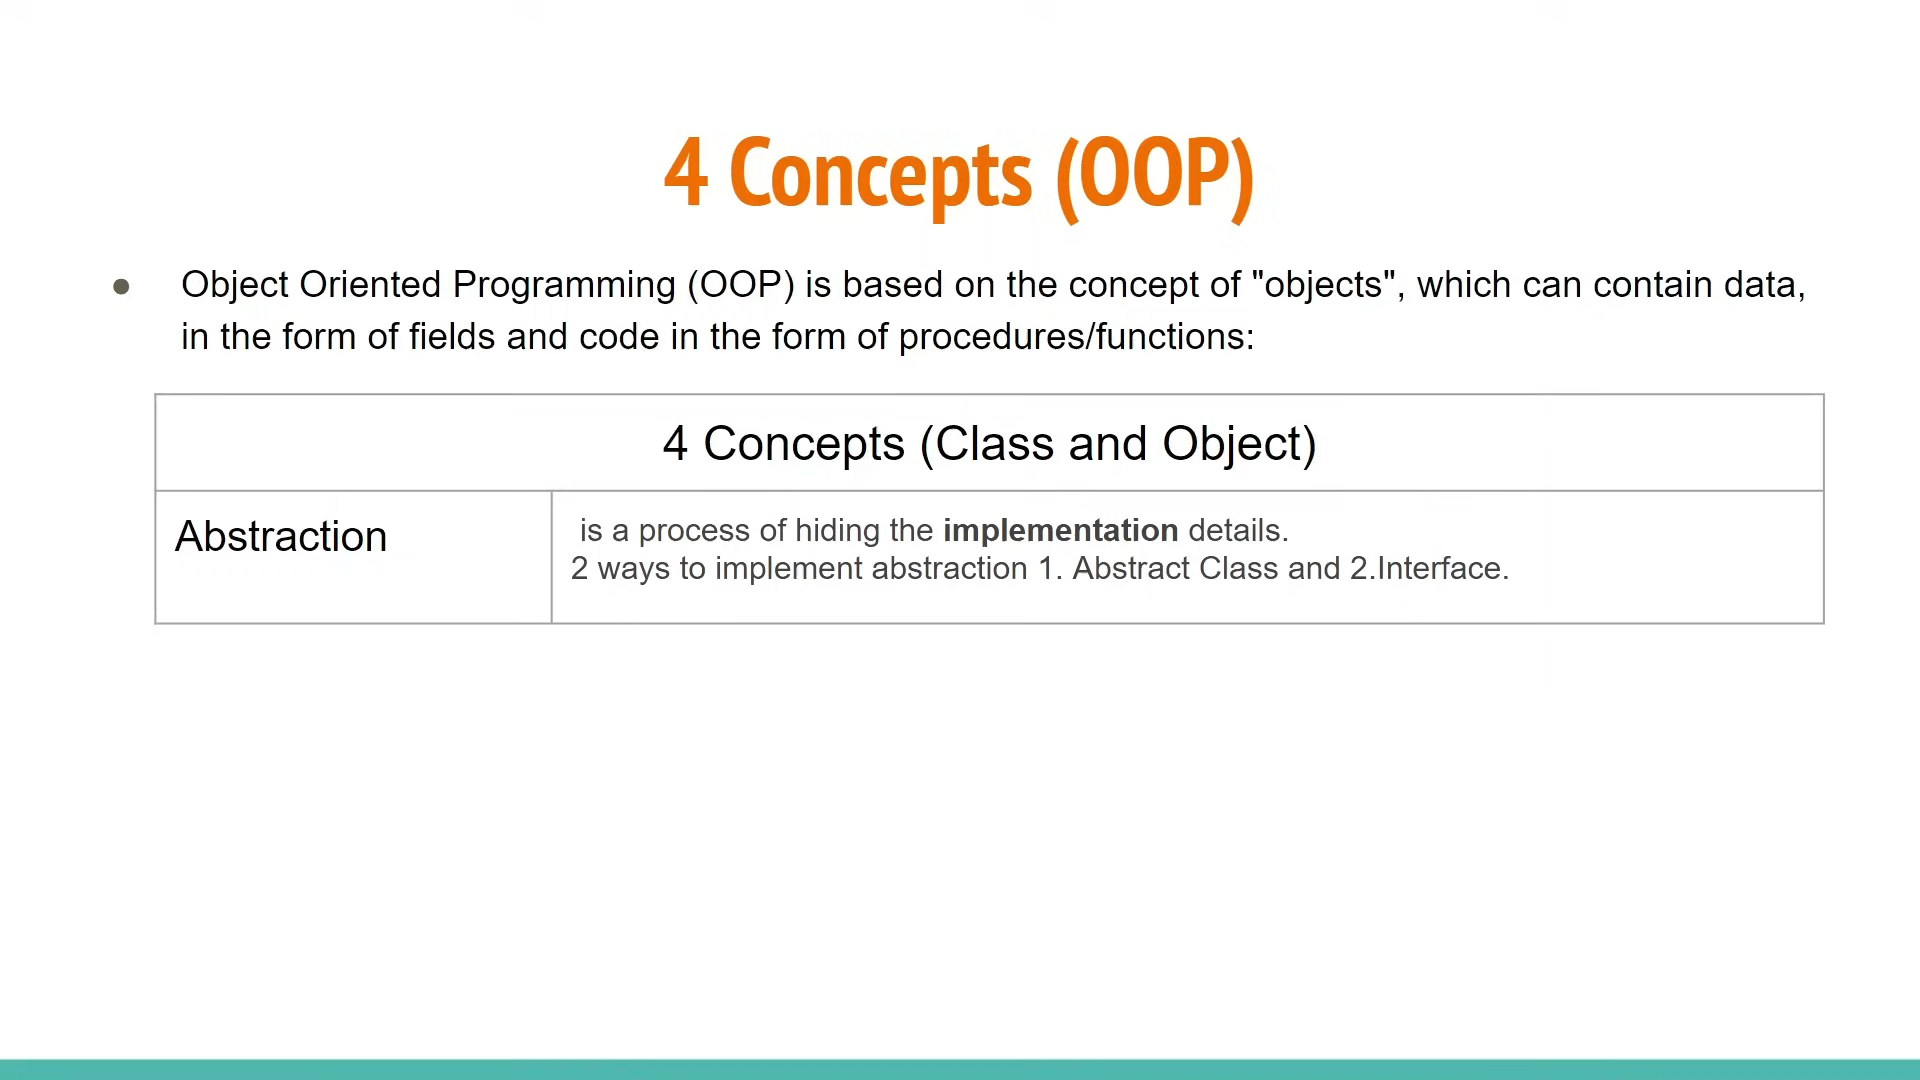 4 Concepts (OOP)
● Object Oriented Programming (OOP) is based on the concept of "objects", which can contain data,
in the form of fields and code in the form of procedures/functions:
4 Concepts (Class and Object)
Abstraction
is a process of hiding the implementation details.
2 ways to implement abstraction 1. Abstract Class and 2.Interface.